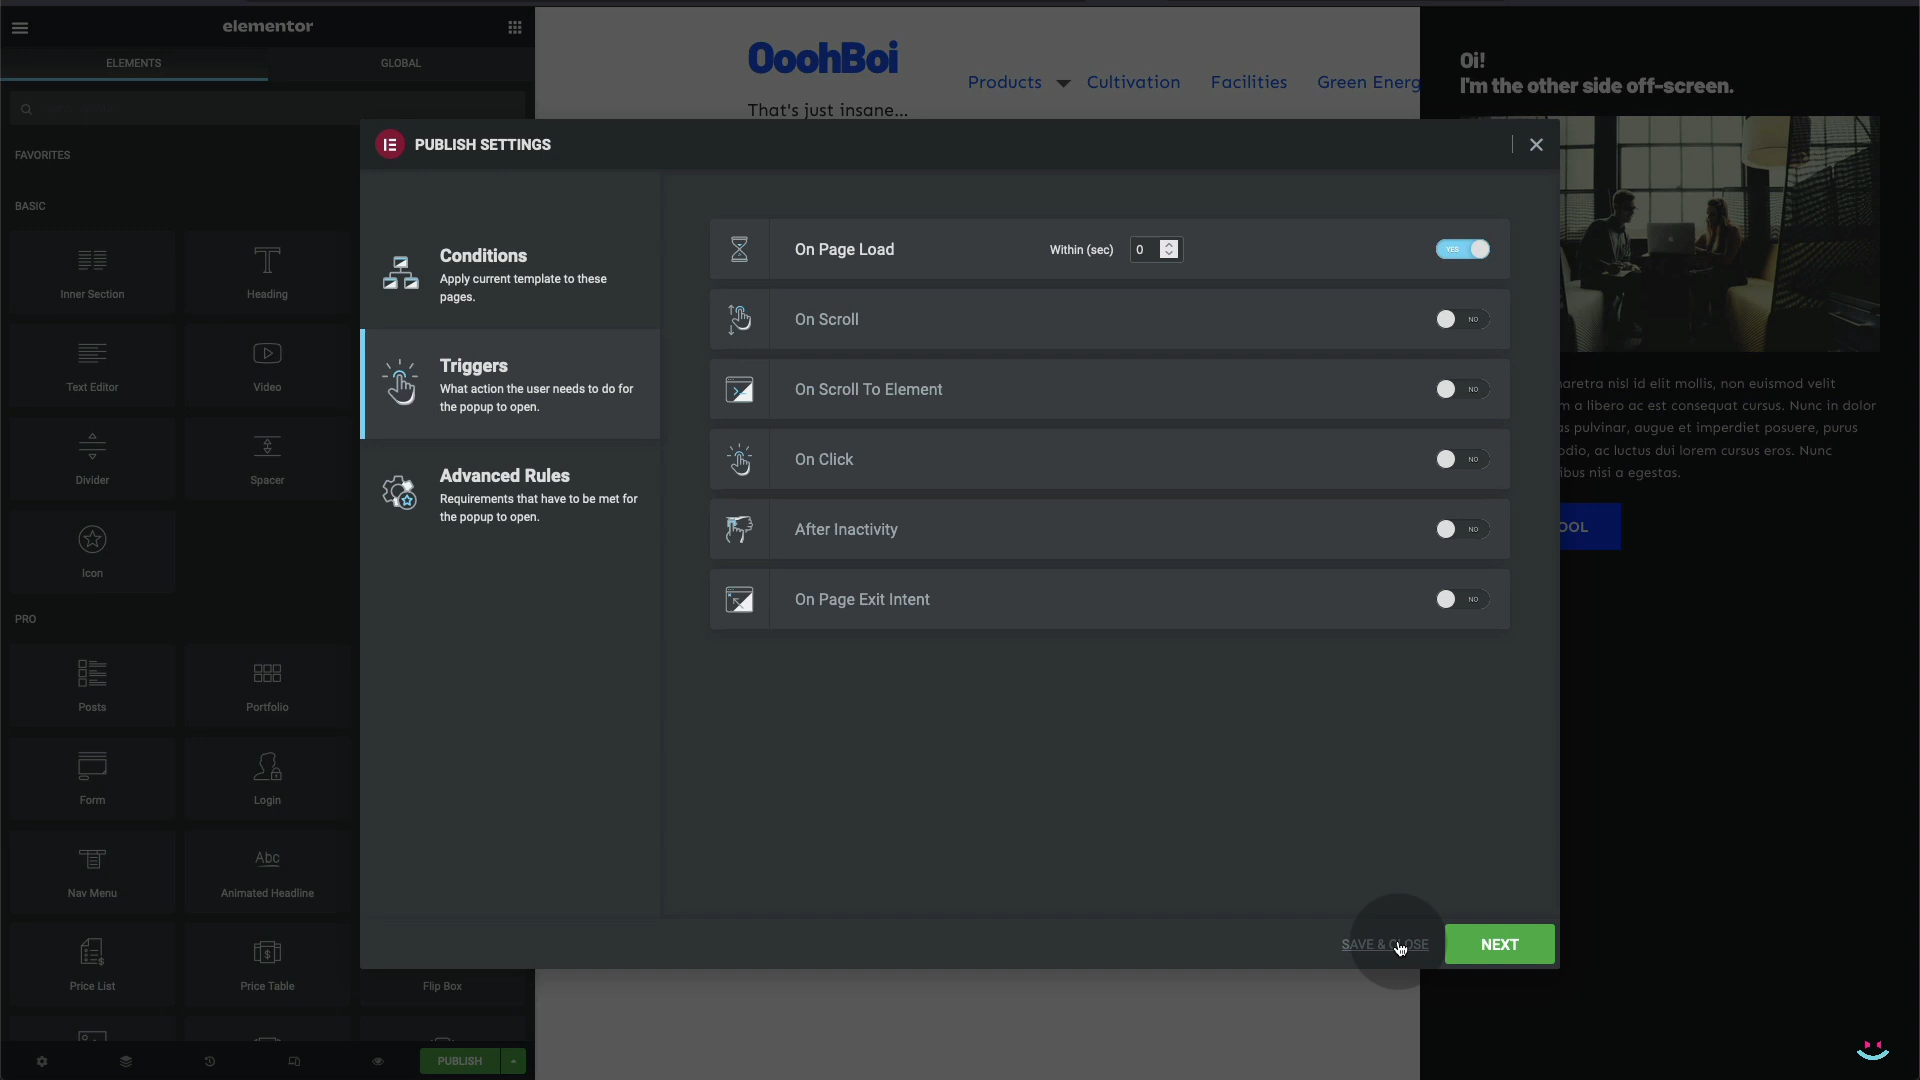 elementor
ELEMENTS
GLOBAL
FAVORITES
BASIC
Inner Section
Heading
Text Editor
Video
Divider
Spacer
Icon
PRO
Posts
Portfolio
Form
Login
Nav Menu
Abc
Animated Headline
Price List
Price Table
Flip Box
PUBLISH
OoohBoi
That's just insane...
Products
Cultivation
Facilities
Green Energ
PUBLISH SETTINGS
Conditions
Apply current template to these
pages.
Triggers
What action the user needs to do for
the popup to open.
Advanced Rules
Requirements that have to be met for
the popup to open.
On Page Load
Within (sec)
0
YES
On Scroll
NO
On Scroll To Element
NO
On Click
NO
After Inactivity
NO
On Page Exit Intent
NO
SAVE & CLOSE
NEXT
Oi!
I'm the other side off-screen.
haretra nisl id elit mollis, non euismod velit
m a libero ac est consequat cursus. Nunc in dolor
as pulvinar, augue et imperdiet posuere, purus
odio, ac luctus dui lorem cursus eros. Nunc
ibus nisi a egestas.
OOL